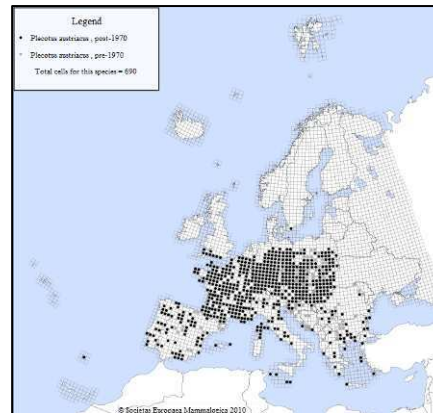 Legend
Plecotus austriacus , post-1970
Plecotus austriacus , pre-1970
Total cells for this species = 690
© Societas Europaea Mammalogica 2010